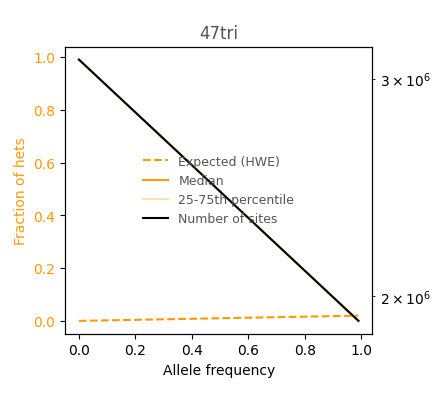 47tri
1.0
0.8
0.6
0.4
0.2
0.0
Fraction of hets
Expected (HWE)
Median
25-75th percentile
Number of sites
3 × 10⁶
2 × 10⁶
0.0 0.2 0.4 0.6 0.8 1.0
Allele frequency